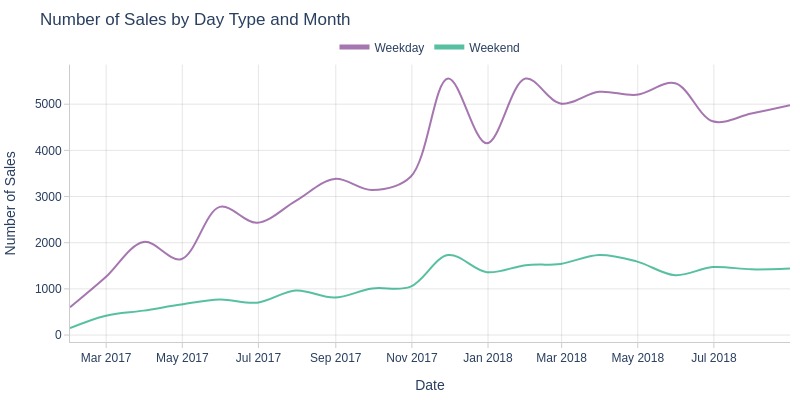 Number of Sales by Day Type and Month
Weekday
Weekend
Number of Sales
5000
4000
3000
2000
1000
0
Mar 2017
May 2017
Jul 2017
Sep 2017
Nov 2017
Jan 2018
Mar 2018
May 2018
Jul 2018
Date